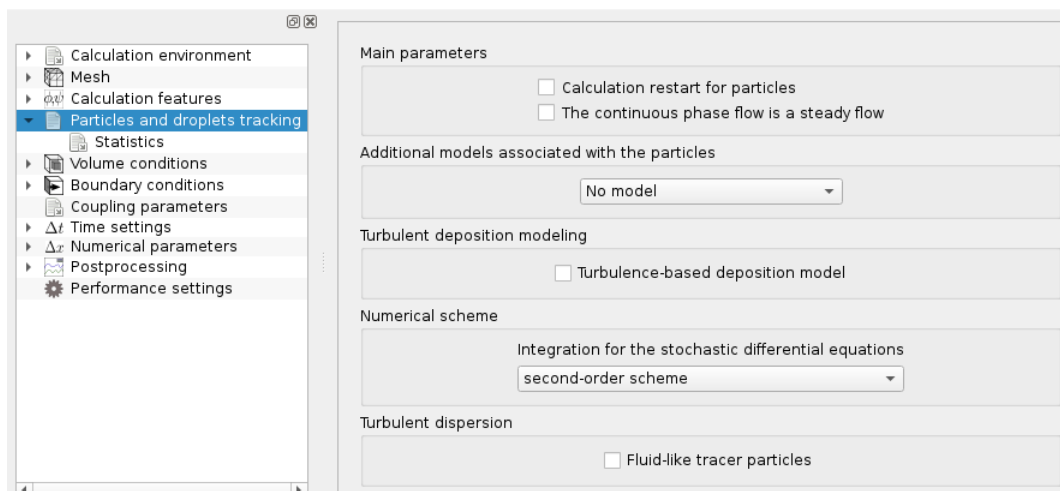 Calculation environment
Mesh
Calculation features
Particles and droplets tracking
Statistics
Volume conditions
Boundary conditions
Coupling parameters
Δt Time settings
Δx Numerical parameters
Postprocessing
Performance settings
Main parameters
Calculation restart for particles
The continuous phase flow is a steady flow
Additional models associated with the particles
No model
Turbulent deposition modeling
Turbulence-based deposition model
Numerical scheme
Integration for the stochastic differential equations
second-order scheme
Turbulent dispersion
Fluid-like tracer particles